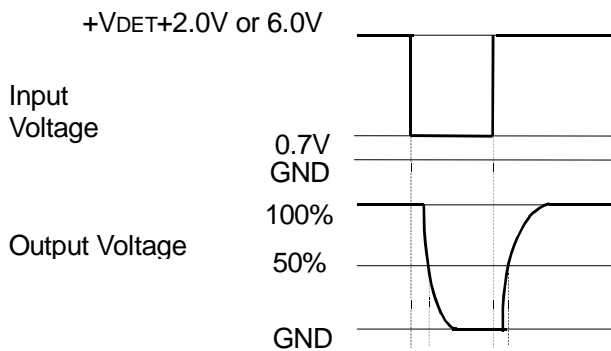 +VDET+2.0V or 6.0V
Input
Voltage
0.7V
GND
100%
Output Voltage
50%
GND